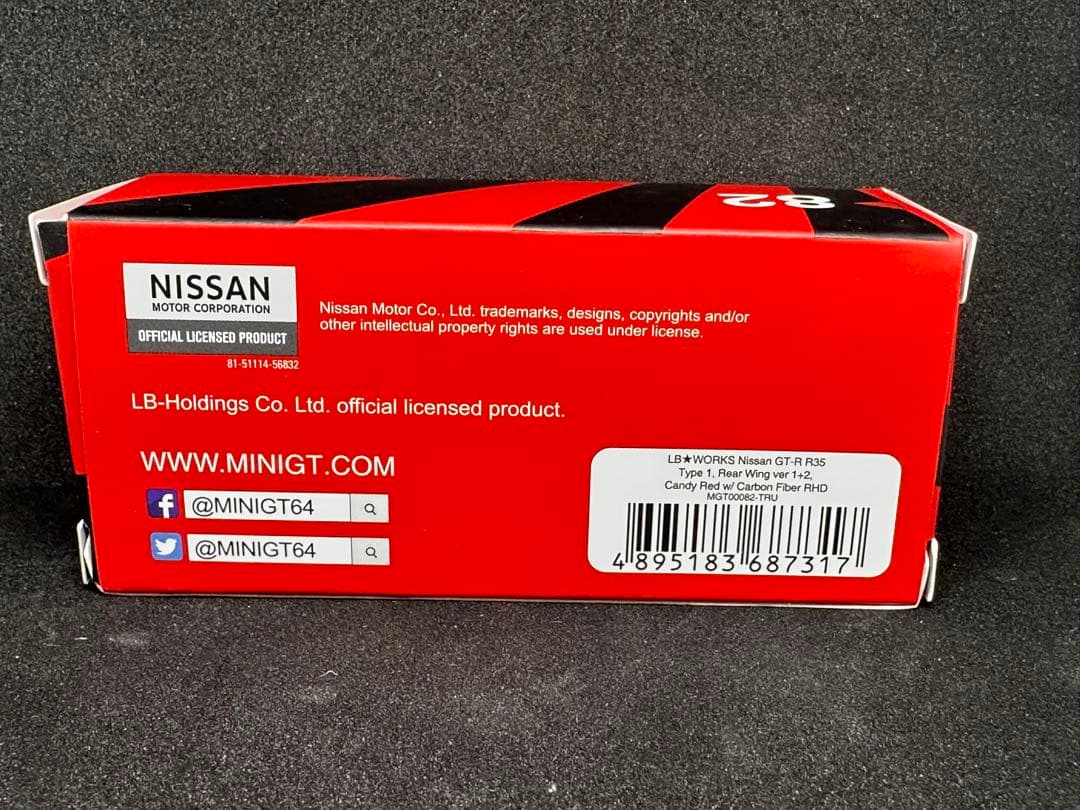 82
NISSAN
MOTOR CORPORATION
OFFICIAL LICENSED PRODUCT
81-51114-56832
Nissan Motor Co., Ltd. trademarks, designs, copyrights and/or
other intellectual property rights are used under license.
LB-Holdings Co. Ltd. official licensed product.
WWW.MINIGT.COM
f @MINIGT64
@MINIGT64
LB★WORKS Nissan GT-R R35
Type 1, Rear Wing ver 1+2,
Candy Red w/ Carbon Fiber RHD
MGT00082-TRU
4 895183 687317